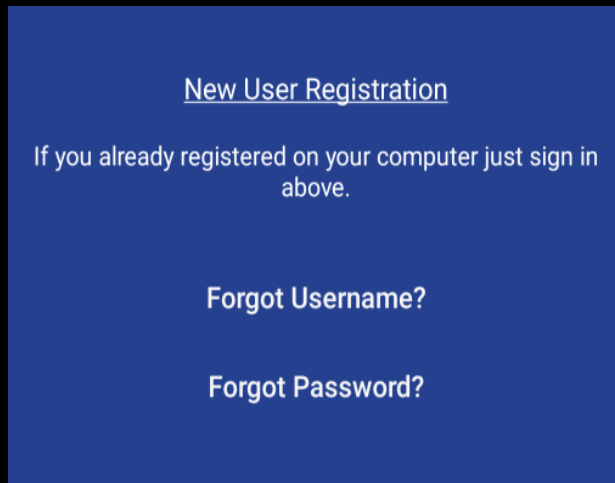 New User Registration
If you already registered on your computer just sign in
above.
Forgot Username?
Forgot Password?